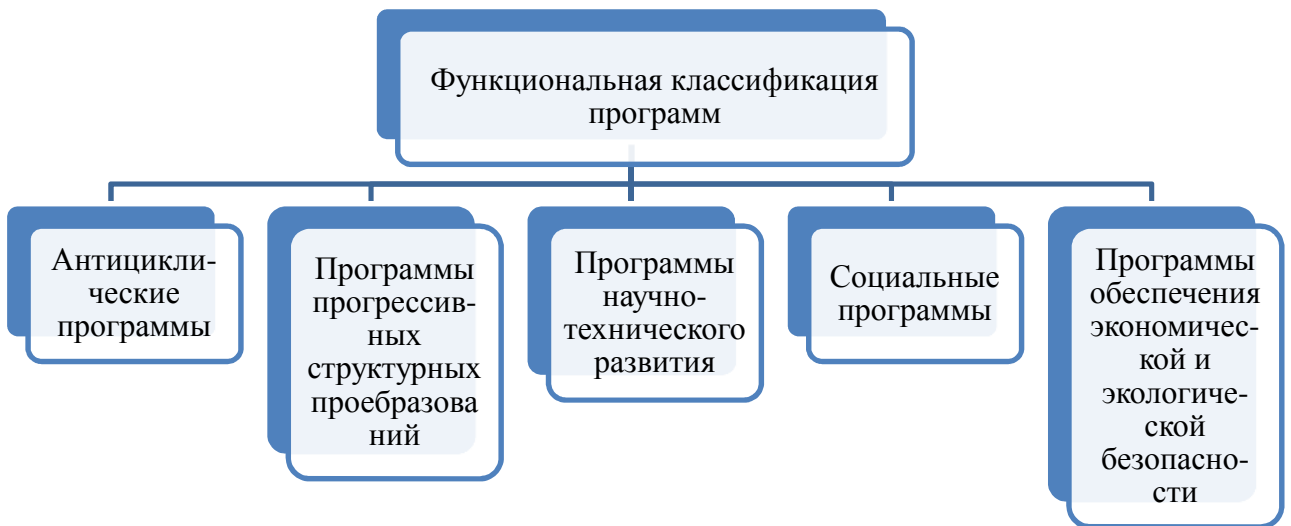 Функциональная классификация
программ
Антицикли-
ческие
программы
Программы
прогрессив-
ных
структурных
проебразова
ний
Программы
научно-
технического
развития
Социальные
программы
Программы
обеспечения
экономичес-
кой и
экологиче-
ской
безопасно-
сти